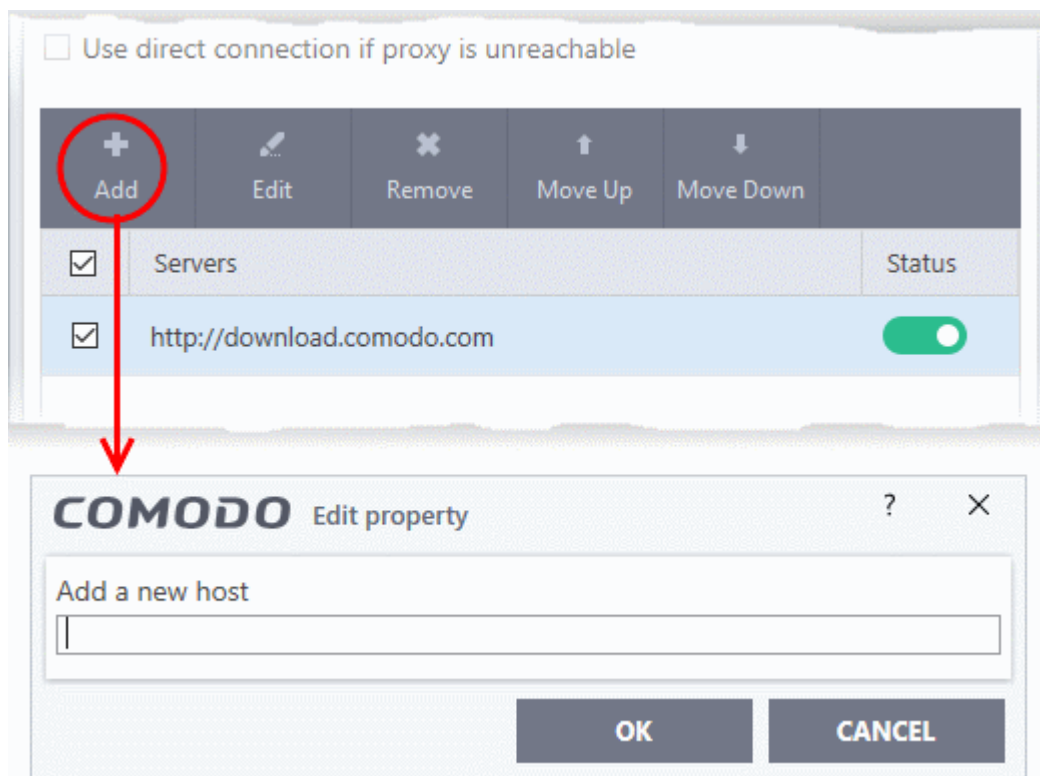 Use direct connection if proxy is unreachable
Add Edit Remove Move Up Move Down
Servers Status
http://download.comodo.com
COMODO Edit property ?
Add a new host
OK CANCEL